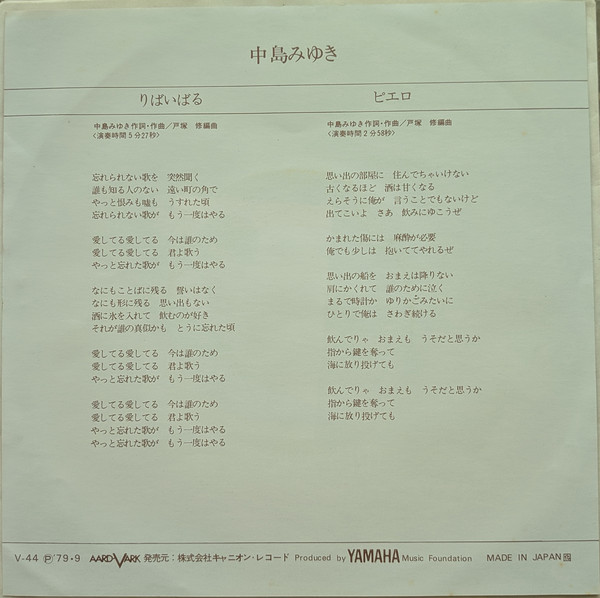 中島みゆき
りばいばる
中島みゆき作詞・作曲/戸塚 修編曲
〈演奏時間5分27秒〉
忘れられない歌を 突然聞く
誰も知る人のない 遠い町の角で
やっと恨みも嘘も うすれた頃
忘れられない歌が もう一度はやる
愛してる愛してる 今は誰のため
愛してる愛してる 君よ歌う
やっと忘れた歌が もう一度はやる
なにもことばに残る 誓いはなく
なにも形に残る 思い出もない
酒に氷を入れて 飲むのが好き
それが誰の真似かも とうに忘れた頃
愛してる愛してる 今は誰のため
愛してる愛してる 君よ歌う
やっと忘れた歌が もう一度はやる
愛してる愛してる 今は誰のため
愛してる愛してる 君よ歌う
やっと忘れた歌が もう一度はやる
やっと忘れた歌が もう一度はやる
ピエロ
中島みゆき作詞・作曲/戸塚 修編曲
〈演奏時間2分58秒〉
思い出の部屋に 住んでちゃいけない
古くなるほど 酒は甘くなる
えらそうに俺が 言うことでもないけど
出てこいよ さあ 飲みにゆこうぜ
かまれた傷には 麻酔が必要
俺でも少しは 抱いててやれるぜ
思い出の船を おまえは降りない
肩にかくれて 誰のために泣く
まるで時計か ゆりかごみたいに
ひとりで俺は さわぎ続ける
飲んでりゃ おまえも うそだと思うか
指から鍵を奪って
海に放り投げても
飲んでりゃ おまえも うそだと思うか
指から鍵を奪って
海に放り投げても
V-44 Ⓟ'79・9 AARDVARK 発売元:株式会社キャニオン・レコード Produced by YAMAHA Music Foundation MADE IN JAPAN